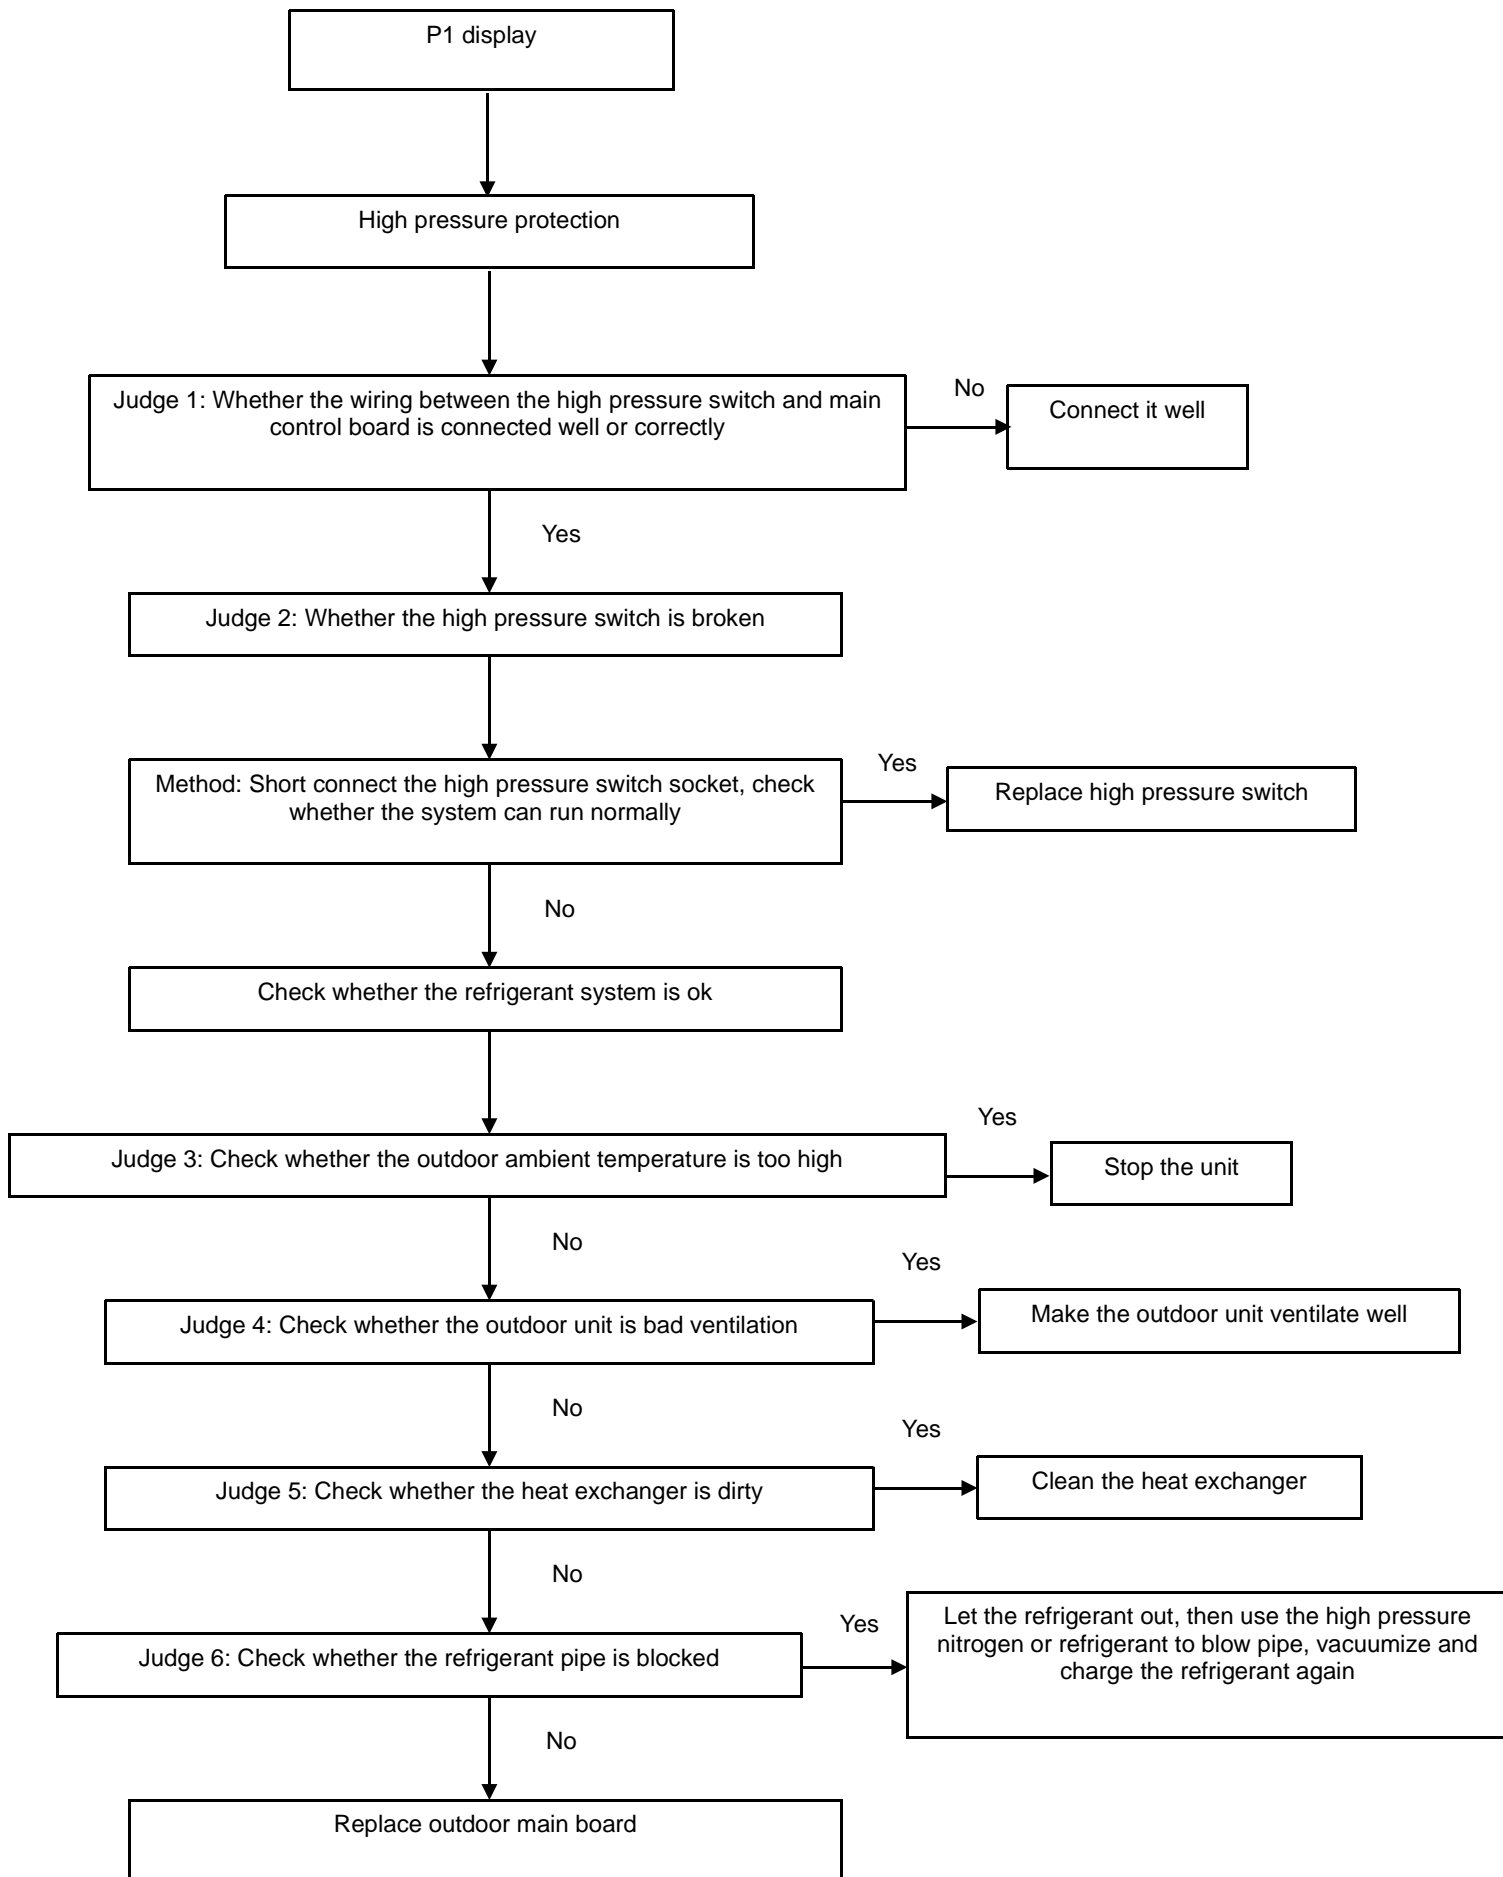 P1 display
High pressure protection
Judge 1: Whether the wiring between the high pressure switch and main
control board is connected well or correctly
No
Connect it well
Yes
Judge 2: Whether the high pressure switch is broken
Method: Short connect the high pressure switch socket, check
whether the system can run normally
Yes
Replace high pressure switch
No
Check whether the refrigerant system is ok
Judge 3: Check whether the outdoor ambient temperature is too high
Yes
Stop the unit
No
Judge 4: Check whether the outdoor unit is bad ventilation
Yes
Make the outdoor unit ventilate well
No
Judge 5: Check whether the heat exchanger is dirty
Yes
Clean the heat exchanger
No
Judge 6: Check whether the refrigerant pipe is blocked
Yes
Let the refrigerant out, then use the high pressure
nitrogen or refrigerant to blow pipe, vacuumize and
charge the refrigerant again
No
Replace outdoor main board